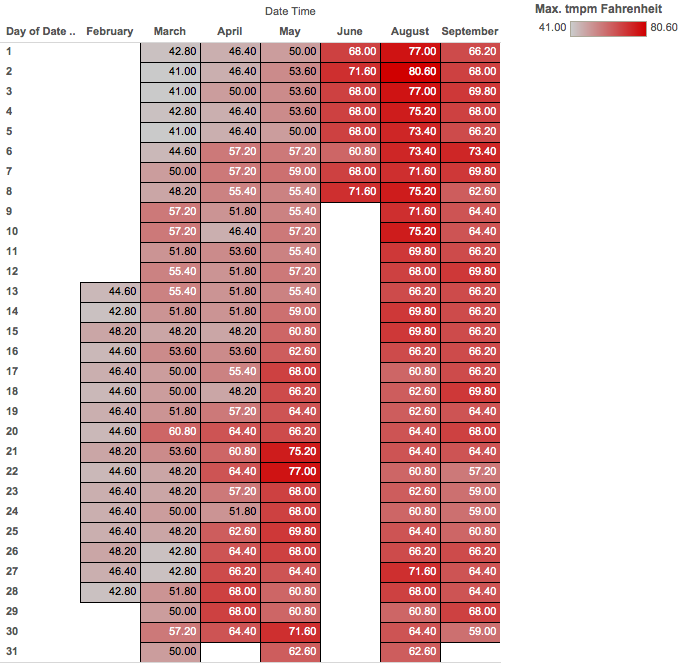 Date Time
Max. tmpm Fahrenheit
41.00 80.60
Day of Date .. February March April May June August September
1 42.80 46.40 50.00 68.00 77.00 66.20
2 41.00 46.40 53.60 71.60 80.60 68.00
3 41.00 50.00 53.60 68.00 77.00 69.80
4 42.80 46.40 53.60 68.00 75.20 68.00
5 41.00 46.40 50.00 68.00 73.40 66.20
6 44.60 57.20 57.20 60.80 73.40 73.40
7 50.00 57.20 59.00 68.00 71.60 69.80
8 48.20 55.40 55.40 71.60 75.20 62.60
9 57.20 51.80 55.40 71.60 64.40
10 57.20 46.40 57.20 75.20 64.40
11 51.80 53.60 55.40 69.80 66.20
12 55.40 51.80 57.20 68.00 69.80
13 44.60 55.40 51.80 55.40 66.20 66.20
14 42.80 51.80 51.80 59.00 69.80 66.20
15 48.20 48.20 48.20 60.80 69.80 66.20
16 44.60 53.60 53.60 62.60 66.20 66.20
17 46.40 50.00 55.40 68.00 60.80 66.20
18 44.60 50.00 48.20 66.20 62.60 69.80
19 46.40 51.80 57.20 64.40 62.60 64.40
20 44.60 60.80 64.40 66.20 64.40 68.00
21 48.20 53.60 60.80 75.20 64.40 64.40
22 44.60 48.20 64.40 77.00 60.80 57.20
23 46.40 48.20 57.20 68.00 62.60 59.00
24 46.40 50.00 51.80 68.00 60.80 59.00
25 46.40 48.20 62.60 69.80 64.40 60.80
26 48.20 42.80 64.40 68.00 66.20 66.20
27 46.40 42.80 66.20 64.40 71.60 64.40
28 42.80 51.80 68.00 60.80 68.00 64.40
29 50.00 68.00 60.80 60.80 68.00
30 57.20 64.40 71.60 64.40 59.00
31 50.00 62.60 62.60